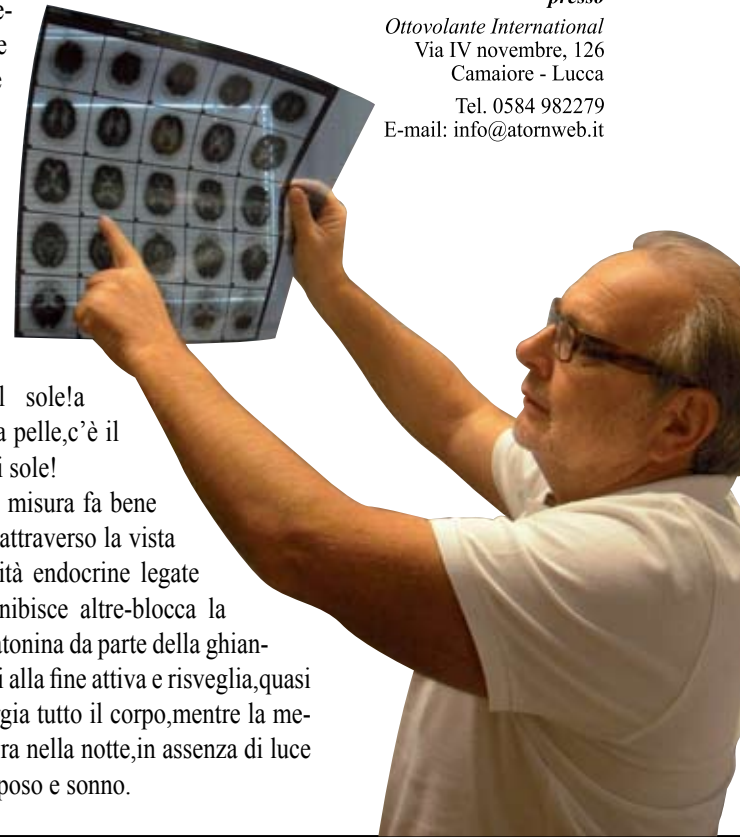 presso
Ottovolante International
Via IV novembre, 126
Camaiore - Lucca
Tel. 0584 982279
E-mail: info@atornweb.it
e-
e
e
l sole!a
a pelle,c'è il
i sole!
misura fa bene
attraverso la vista
ità endocrine legate
nibisce altre-blocca la
atonina da parte della ghian-
i alla fine attiva e risveglia,quasi
rgia tutto il corpo,mentre la me-
ra nella notte,in assenza di luce
poso e sonno.